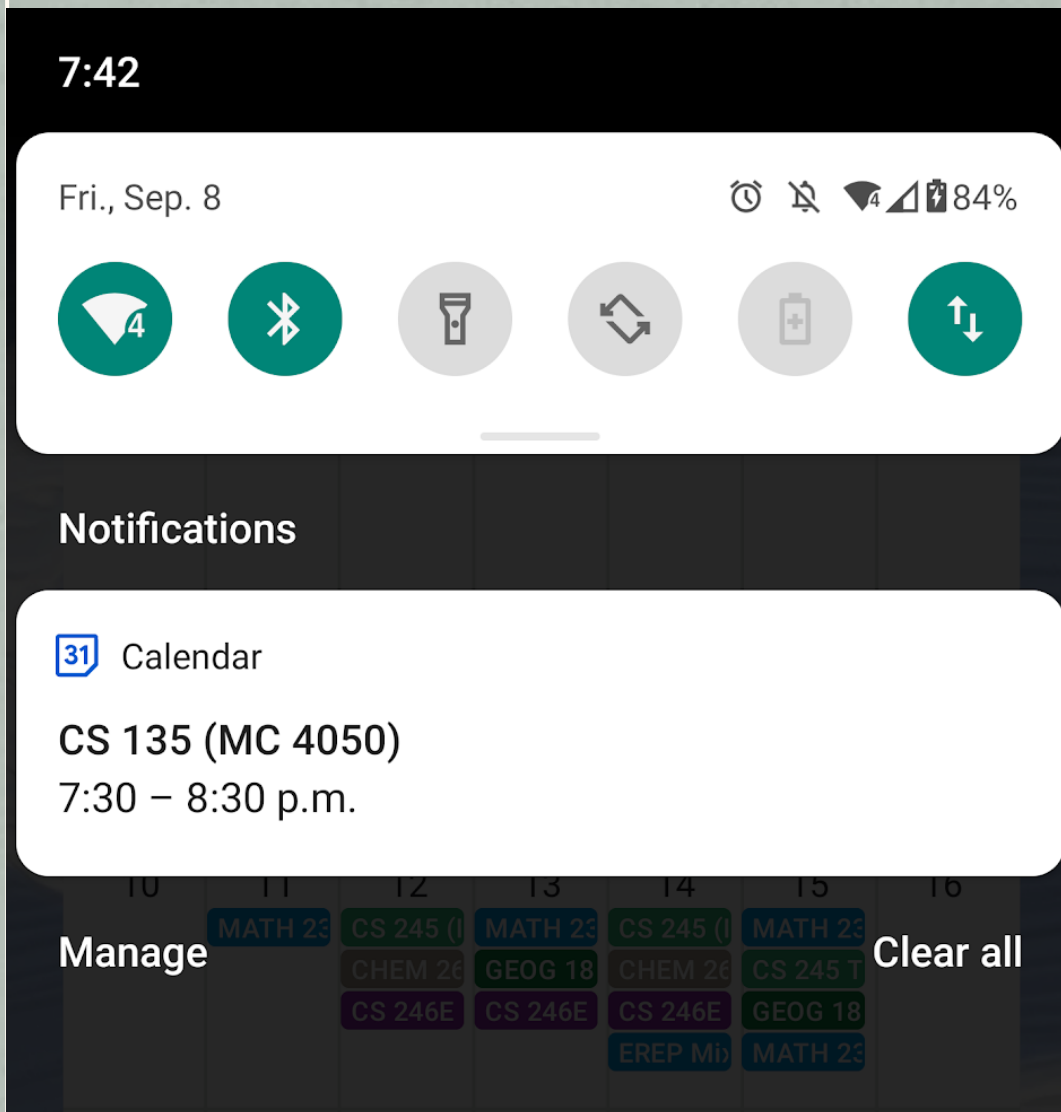 7:42
Fri., Sep. 8
4
84%
4
Notifications
31 Calendar
CS 135 (MC 4050)
7:30 – 8:30 p.m.
10 11 12 13 14 15 16
MATH 23 CS 245 (I MATH 23 CS 245 (I MATH 23
Manage
Clear all
CHEM 26 GEOG 18 CHEM 26 CS 245 T
CS 246E CS 246E CS 246E GEOG 18
EREP Mix MATH 23